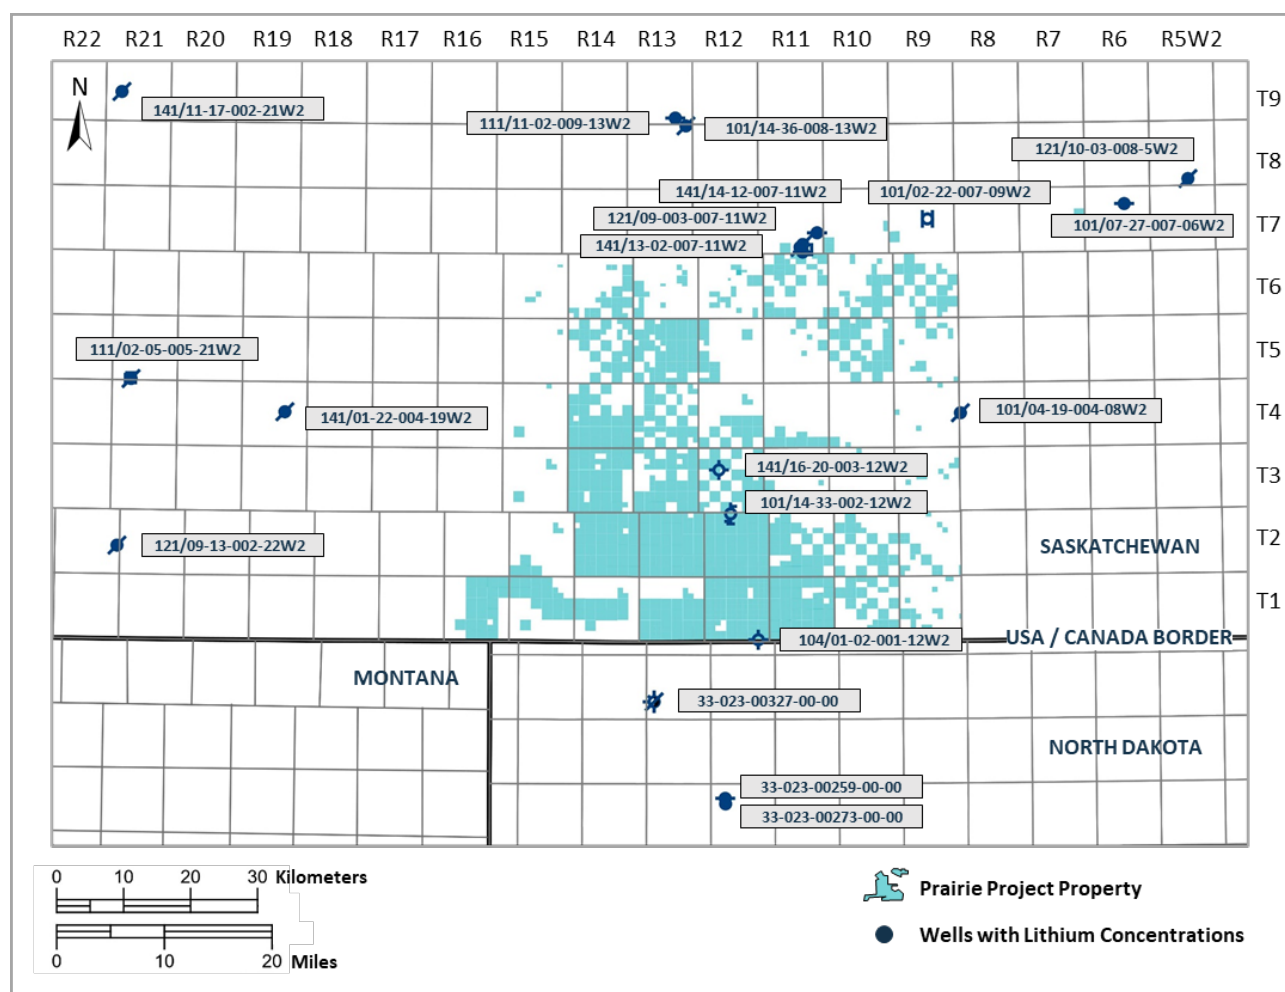 R22 R21 R20 R19 R18 R17 R16 R15 R14 R13 R12 R11 R10 R9 R8 R7 R6 R5W2
N
T9
141/11-17-002-21W2
111/11-02-009-13W2
101/14-36-008-13W2
121/10-03-008-5W2
T8
141/14-12-007-11W2
101/02-22-007-09W2
121/09-003-007-11W2
101/07-27-007-06W2
T7
141/13-02-007-11W2
T6
111/02-05-005-21W2
T5
141/01-22-004-19W2
101/04-19-004-08W2
T4
141/16-20-003-12W2
T3
101/14-33-002-12W2
121/09-13-002-22W2
SASKATCHEWAN
T2
T1
104/01-02-001-12W2
USA / CANADA BORDER
MONTANA
33-023-00327-00-00
NORTH DAKOTA
33-023-00259-00-00
33-023-00273-00-00
0 10 20 30 Kilometers
0 10 20 Miles
Prairie Project Property
Wells with Lithium Concentrations